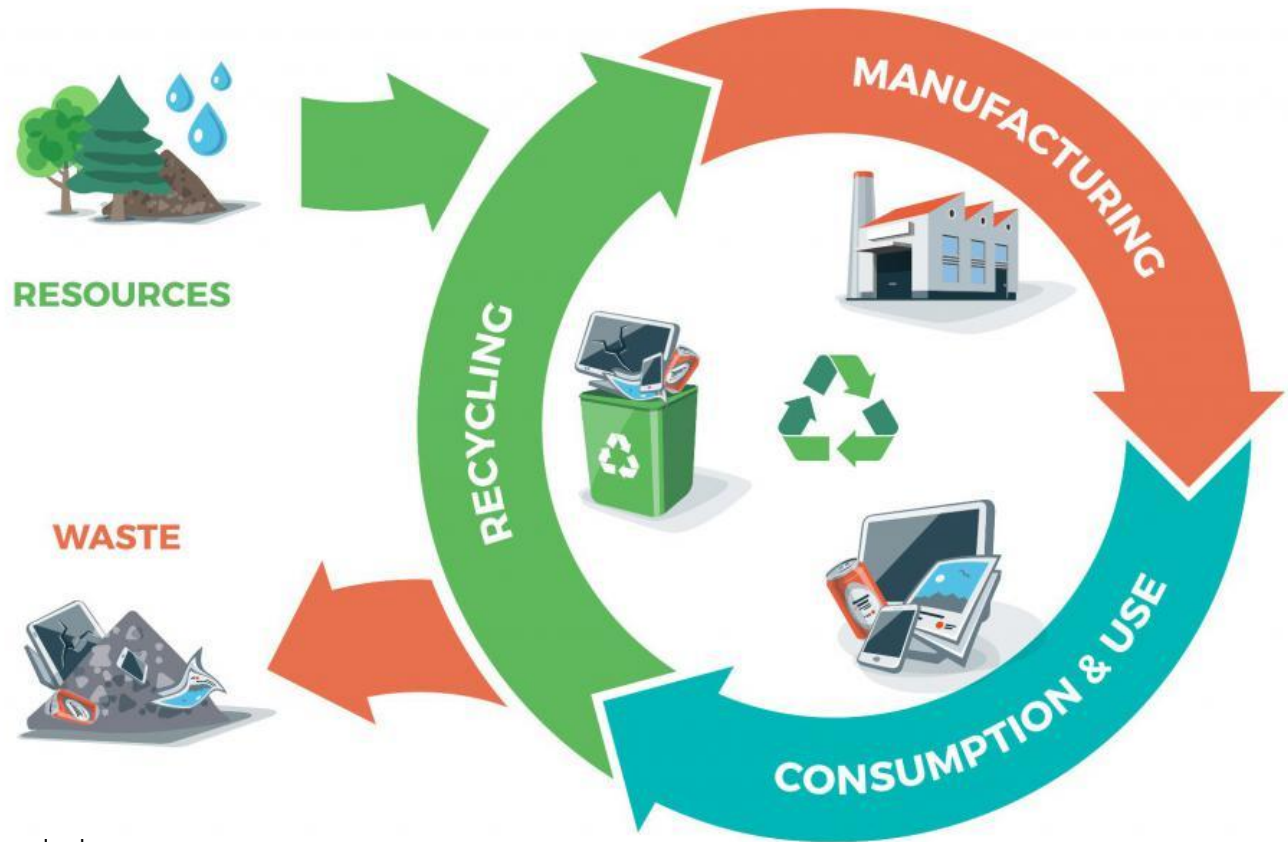 RESOURCES
MANUFACTURING
RECYCLING
WASTE
CONSUMPTION & USE